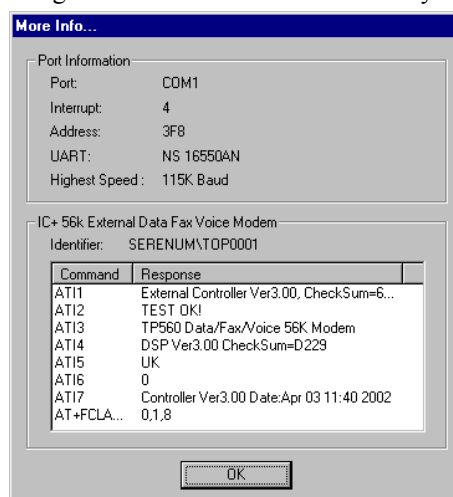 More Info...
Port Information
Port: COM1
Interrupt: 4
Address: 3F8
UART: NS 16550AN
Highest Speed : 115K Baud
IC+ 56k External Data Fax Voice Modem
Identifier: SERENUM\TOP0001
Command Response
ATI1 External Controller Ver3.00, CheckSum=6...
ATI2 TEST OK!
ATI3 TP560 Data/Fax/Voice 56K Modem
ATI4 DSP Ver3.00 CheckSum=D229
ATI5 UK
ATI6 0
ATI7 Controller Ver3.00 Date:Apr 03 11:40 2002
AT+FCLA... 0,1,8
OK